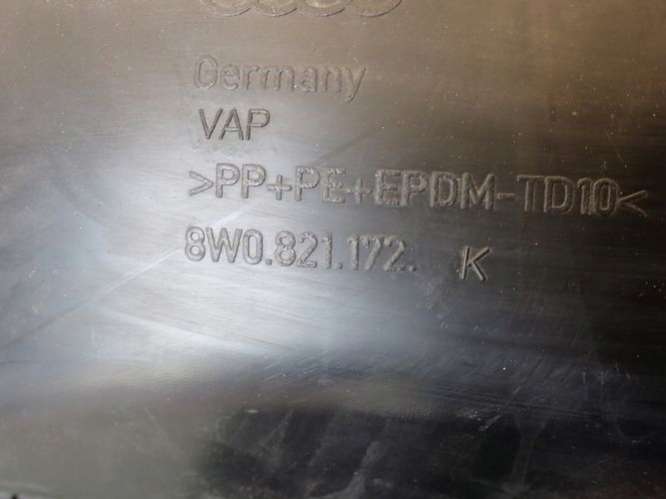 Germany
VAP
>PP+PE+EPDM-TD10<
8W0.821.172. K